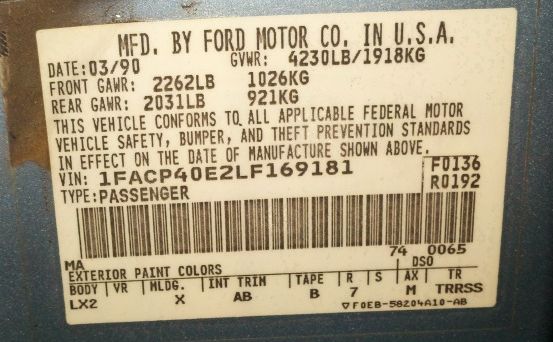 MFD. BY FORD MOTOR CO. IN U.S.A.
DATE:03/90 GVWR: 4230LB/1918KG
FRONT GAWR: 2262LB 1026KG
REAR GAWR: 2031LB 921KG
THIS VEHICLE CONFORMS TO ALL APPLICABLE FEDERAL MOTOR
VEHICLE SAFETY, BUMPER, AND THEFT PREVENTION STANDARDS
IN EFFECT ON THE DATE OF MANUFACTURE SHOWN ABOVE.
VIN: 1FACP40E2LF169181 F0136
TYPE:PASSENGER R0192
74 0065
MA DSO
EXTERIOR PAINT COLORS
BODY VR MLDG. INT TRIM TAPE R S AX TR
LX2 X AB B 7 M TRRSS
▽F0EB-58204A10-AB